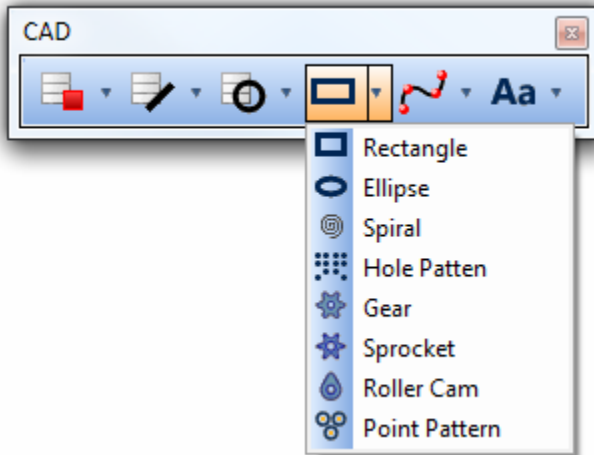 CAD
Aa
Rectangle
Ellipse
Spiral
Hole Patten
Gear
Sprocket
Roller Cam
Point Pattern